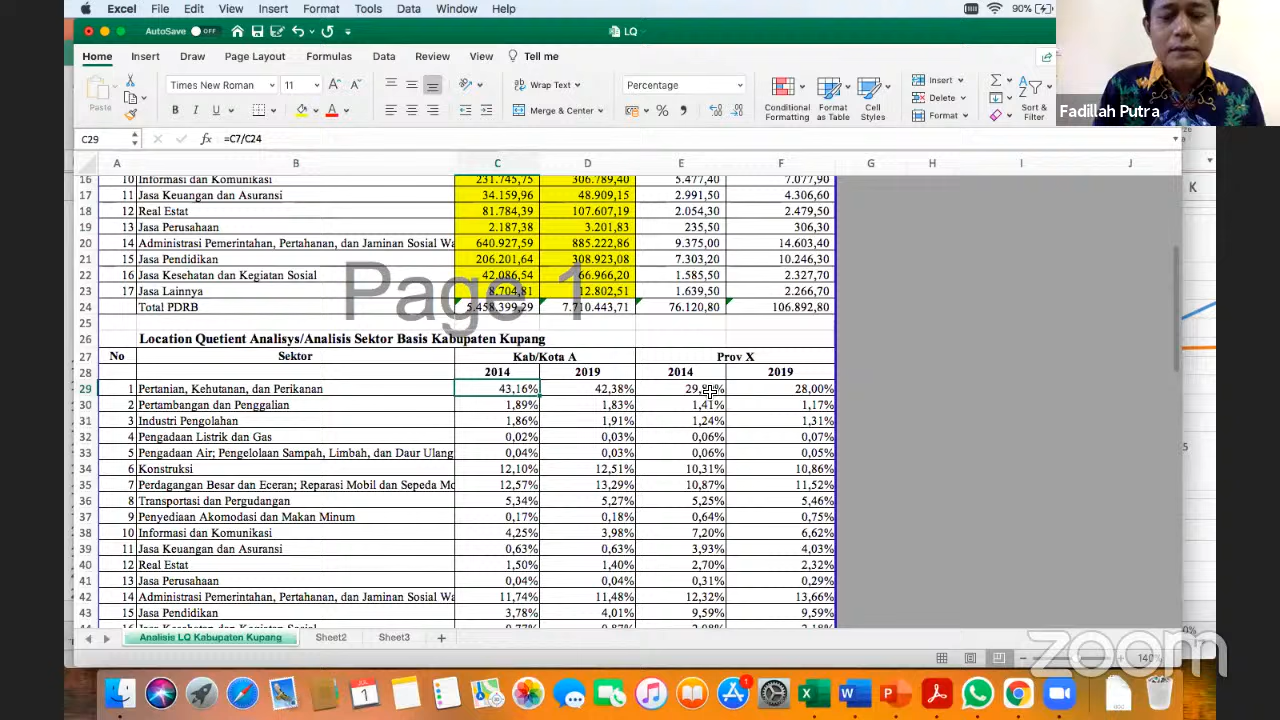 Excel File Edit View Insert Format Tools Data Window Help 90%
AutoSave OFF LQ
Home Insert Draw Page Layout Formulas Data Review View Tell me
Paste Times New Roman 11 Wrap Text Merge & Center Percentage Conditional Formatting Format as Table Cell Styles Insert Delete Format Sort & Filter
Fadillah Putra
C29 fx =C7/C24
A B C D E F G H I J K
16 10 Informasi dan Komunikasi 231.745,75 306.789,40 5.477,40 7.077,90
17 11 Jasa Keuangan dan Asuransi 34.159,96 48.909,15 2.991,50 4.306,60
18 12 Real Estat 81.784,39 107.607,19 2.054,30 2.479,50
19 13 Jasa Perusahaan 2.187,38 3.201,83 235,50 306,30
20 14 Administrasi Pemerintahan, Pertahanan, dan Jaminan Sosial Wa 640.927,59 885.222,86 9.375,00 14.603,40
21 15 Jasa Pendidikan 206.201,64 308.923,08 7.303,20 10.246,30
22 16 Jasa Kesehatan dan Kegiatan Sosial 42.086,54 66.966,20 1.585,50 2.327,70
23 17 Jasa Lainnya 8.704,81 12.802,51 1.639,50 2.266,70
Page 1
24 Total PDRB 5.458.399,29 7.710.443,71 76.120,80 106.892,80
25
26 Location Quetient Analisys/Analisis Sektor Basis Kabupaten Kupang
27 No Sektor Kab/Kota A Prov X
28 2014 2019 2014 2019
29 1 Pertanian, Kehutanan, dan Perikanan 43,16% 42,38% 28,00%
30 2 Pertambangan dan Penggalian 1,89% 1,83% 1,41% 1,17%
31 3 Industri Pengolahan 1,86% 1,91% 1,24% 1,31%
32 4 Pengadaan Listrik dan Gas 0,02% 0,03% 0,06% 0,07%
33 5 Pengadaan Air; Pengelolaan Sampah, Limbah, dan Daur Ulang 0,04% 0,03% 0,06% 0,05%
34 6 Konstruksi 12,10% 12,51% 10,31% 10,86%
35 7 Perdagangan Besar dan Eceran; Reparasi Mobil dan Sepeda Mo 12,57% 13,29% 10,87% 11,52%
36 8 Transportasi dan Pergudangan 5,34% 5,27% 5,25% 5,46%
37 9 Penyediaan Akomodasi dan Makan Minum 0,17% 0,18% 0,64% 0,75%
38 10 Informasi dan Komunikasi 4,25% 3,98% 7,20% 6,62%
39 11 Jasa Keuangan dan Asuransi 0,63% 0,63% 3,93% 4,03%
40 12 Real Estat 1,50% 1,40% 2,70% 2,32%
41 13 Jasa Perusahaan 0,04% 0,04% 0,31% 0,29%
42 14 Administrasi Pemerintahan, Pertahanan, dan Jaminan Sosial Wa 11,74% 11,48% 12,32% 13,66%
43 15 Jasa Pendidikan 3,78% 4,01% 9,59% 9,59%
Analisis LQ Kabupaten Kupang Sheet2 Sheet3 +
140%
zoom